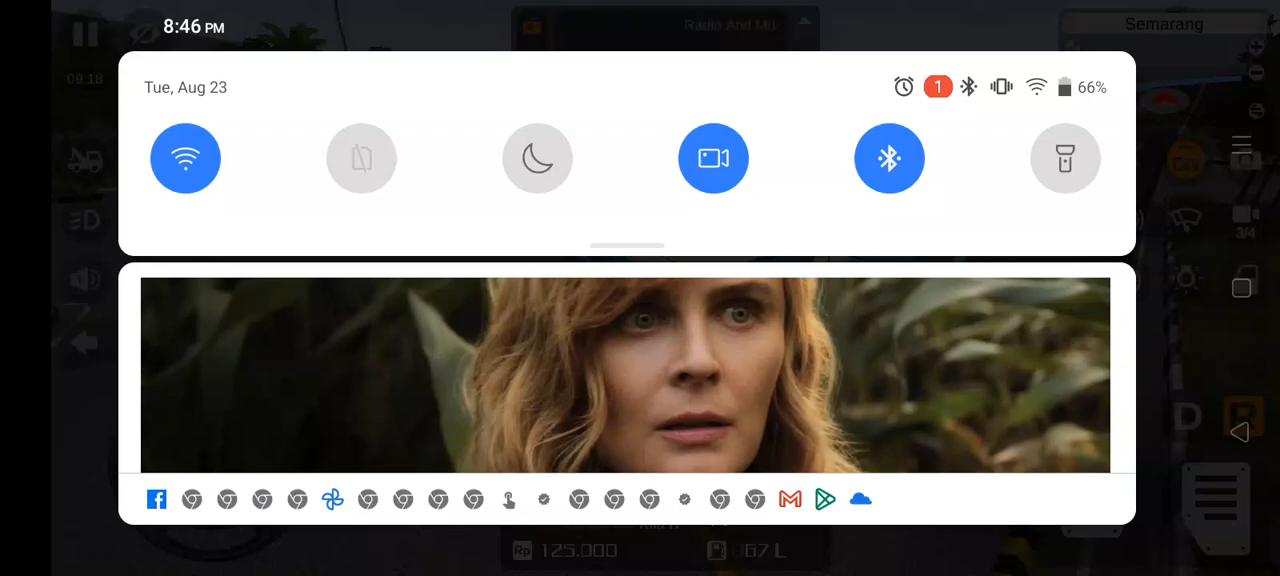 8:46 PM
Radio And Mu
Semarang
09:18
Tue, Aug 23
1
66%
3/4
D
R
Rp 125.000
67 L